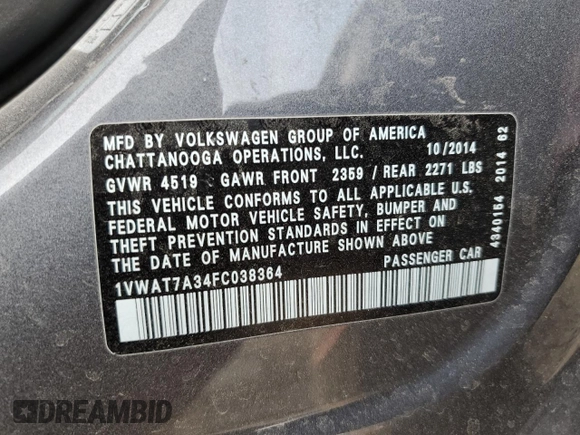 MFD BY VOLKSWAGEN GROUP OF AMERICA
CHATTANOOGA OPERATIONS, LLC. 10/2014
GVWR 4519 GAWR FRONT 2359 / REAR 2271 LBS
THIS VEHICLE CONFORMS TO ALL APPLICABLE U.S.
FEDERAL MOTOR VEHICLE SAFETY, BUMPER AND
THEFT PREVENTION STANDARDS IN EFFECT ON
THE DATE OF MANUFACTURE SHOWN ABOVE
1VWAT7A34FC038364 PASSENGER CAR
4340154 2014 62
DREAMBID